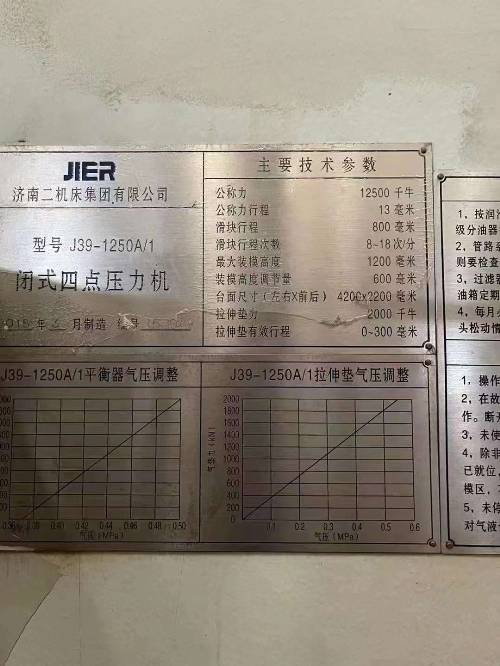 JIER
济南二机床集团有限公司
型号 J39-1250A/1
闭式四点压力机
年 月制造 编号
主要技术参数
公称力 12500 千牛
公称力行程 13 毫米
滑块行程 800 毫米
滑块行程次数 8~18次/分
最大装模高度 1200 毫米
装模高度调节量 600 毫米
台面尺寸(左右X前后) 4200x2200 毫米
拉伸垫力 2000 千牛
拉伸垫有效行程 0~300 毫米
J39-1250A/1平衡器气压调整
0.36 0.38 0.40 0.42 0.44 0.46 0.48 0.50
气压(MPa)
J39-1250A/1拉伸垫气压调整
气垫力(kN)
2000
1800
1600
1400
1200
1000
800
600
400
200
0
0.1 0.2 0.3 0.4 0.5 0.6
气压(MPa)
1、按润
级分油器
2、管路
则要检查
3、过滤
油箱定期
4、每月
头松动情
1、操作
2、在故
作。断开
3、未使
4、除非
已就位,
模区,
5、未停
对气液